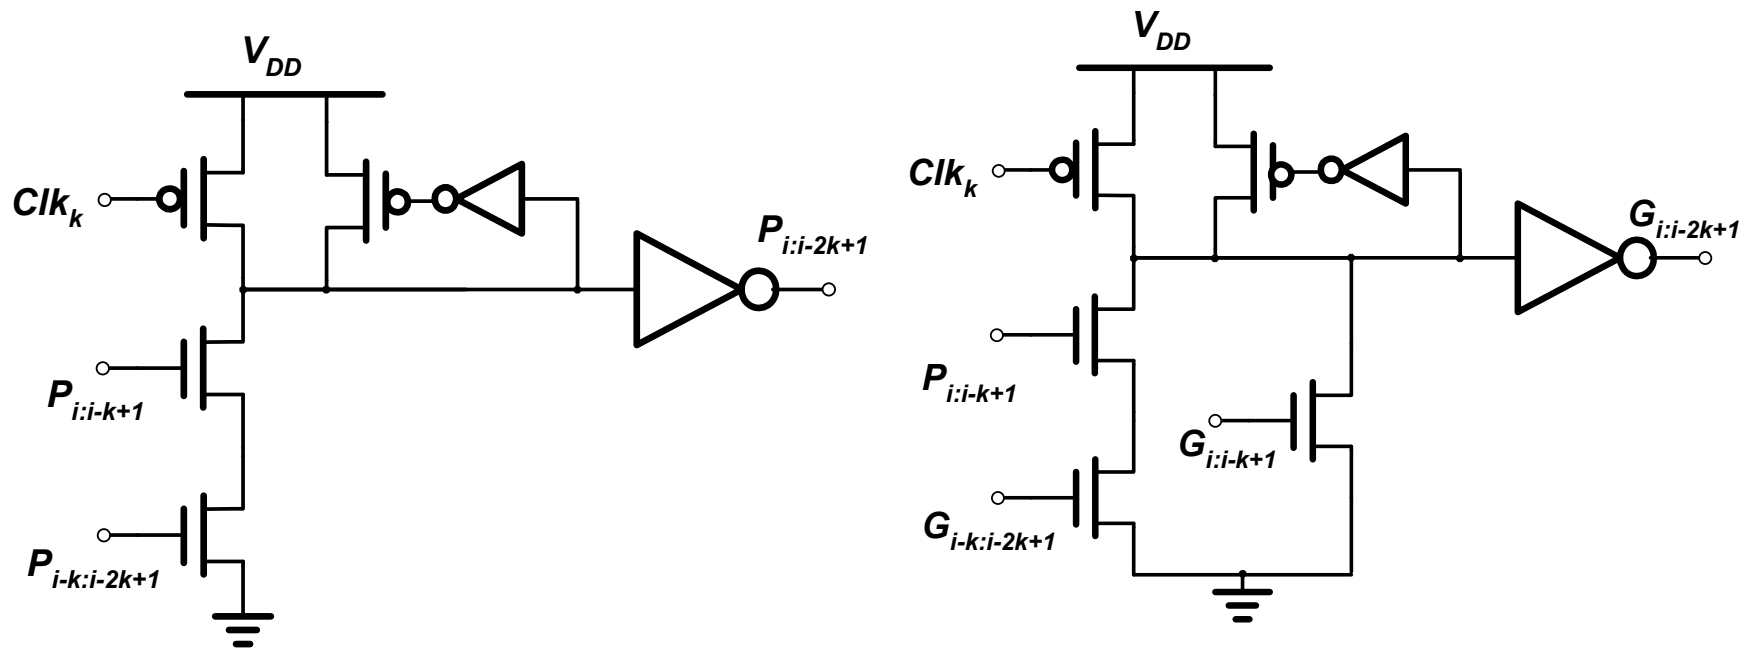 V_DD
Clk_k
P_i:i-2k+1
P_i:i-k+1
P_i-k:i-2k+1
V_DD
Clk_k
G_i:i-2k+1
P_i:i-k+1
G_i:i-k+1
G_i-k:i-2k+1